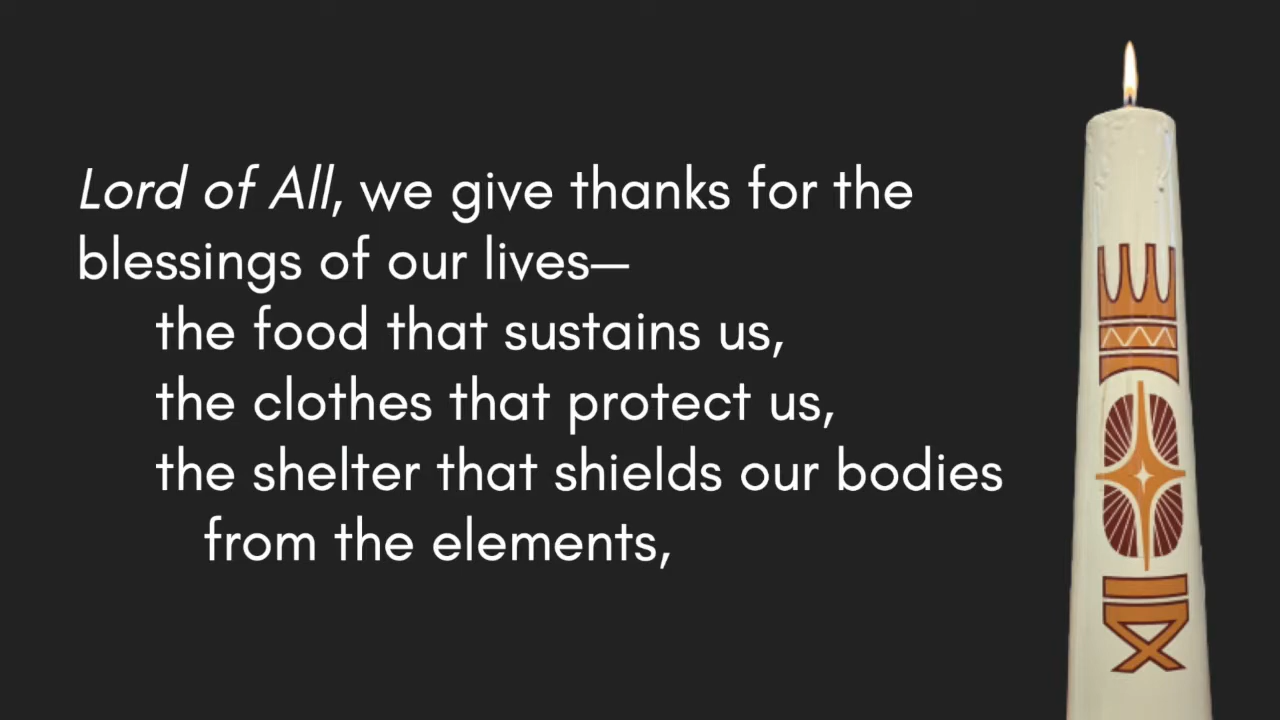 Lord of All, we give thanks for the
blessings of our lives—
the food that sustains us,
the clothes that protect us,
the shelter that shields our bodies
from the elements,